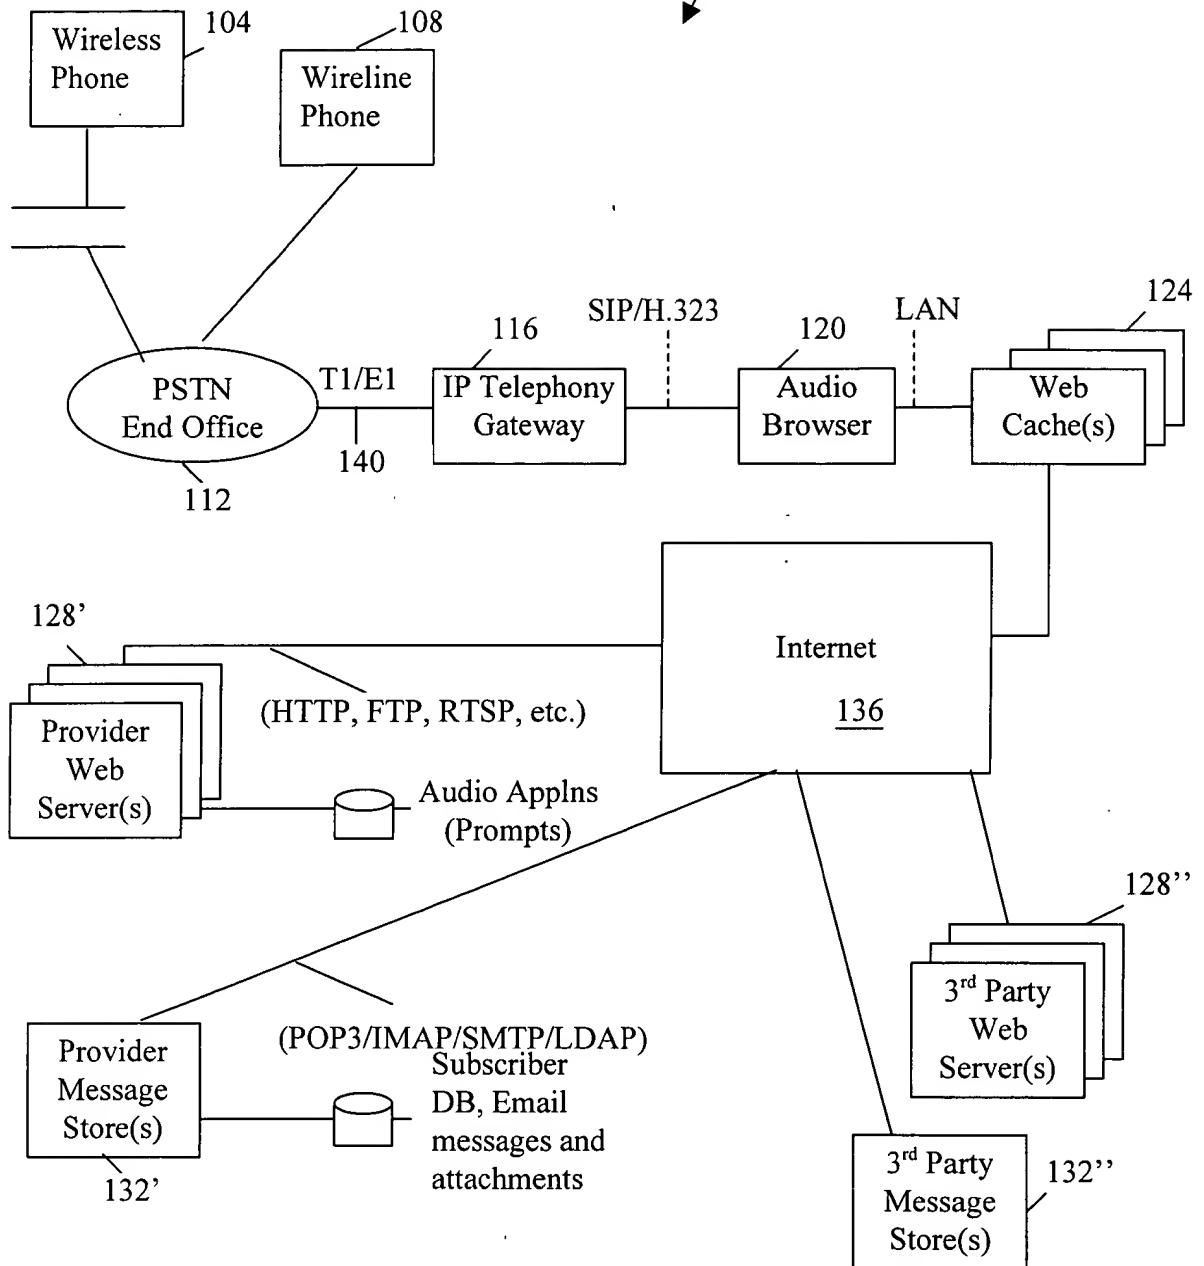 104
Wireless
Phone
108
Wireline
Phone
124
SIP/H.323
LAN
116
120
PSTN
End Office
T1/E1
IP Telephony
Gateway
Audio
Browser
Web
Cache(s)
140
112
128’
Internet
136
(HTTP, FTP, RTSP, etc.)
Provider
Web
Server(s)
Audio Applns
(Prompts)
128’’
3rd Party
Web
Server(s)
(POP3/IMAP/SMTP/LDAP)
Provider
Message
Store(s)
Subscriber
DB, Email
messages and
attachments
132’
3rd Party
Message
Store(s)
132’’